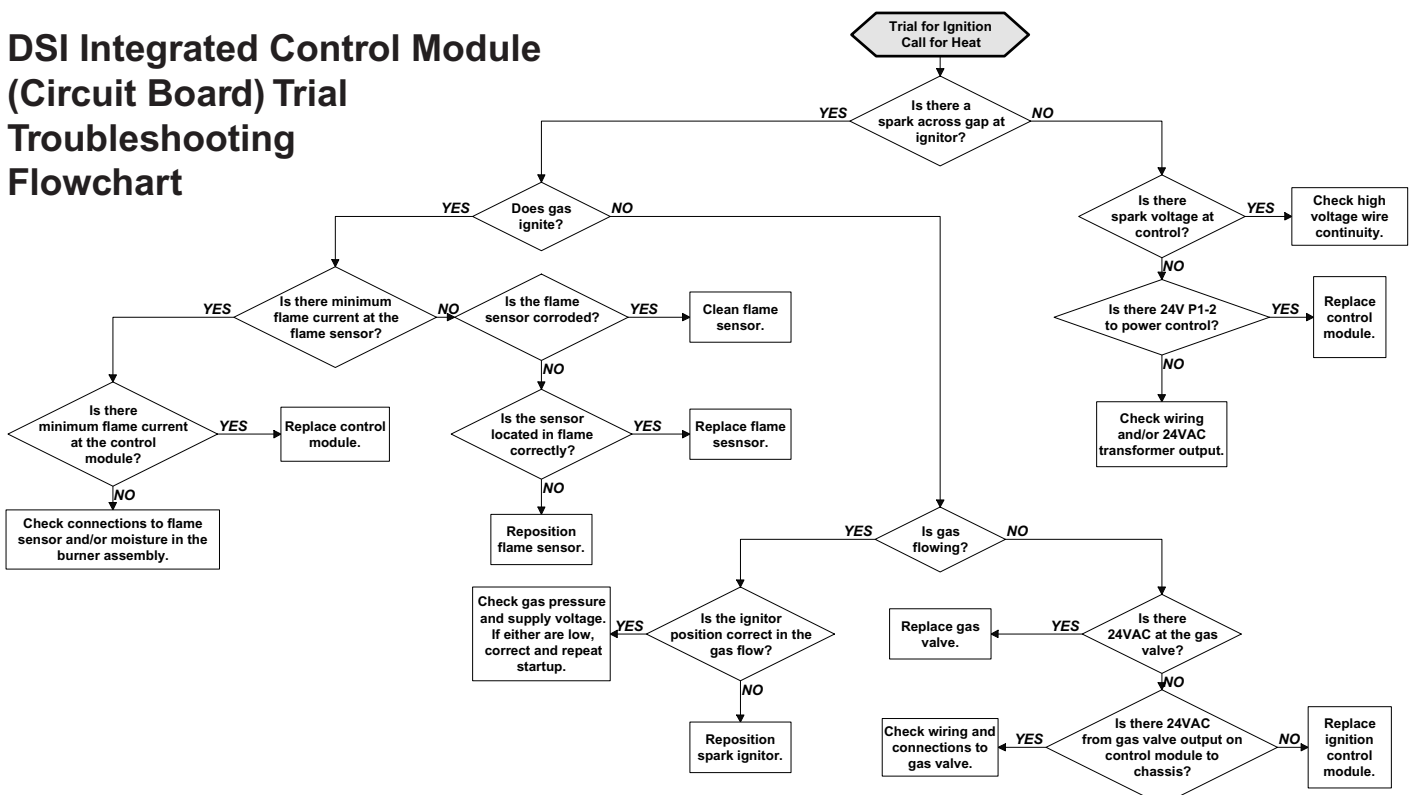 DSI Integrated Control Module
(Circuit Board) Trial
Troubleshooting
Flowchart
Trial for Ignition
Call for Heat
Is there a
spark across gap at
ignitor?
YES
NO
Does gas
ignite?
YES
NO
Is there
spark voltage at
control?
YES
Check high
voltage wire
continuity.
NO
Is there minimum
flame current at the
flame sensor?
YES
NO
Is the flame
sensor corroded?
YES
Clean flame
sensor.
NO
Is there 24V P1-2
to power control?
YES
Replace
control
module.
NO
Check wiring
and/or 24VAC
transformer output.
Is there
minimum flame current
at the control
module?
YES
Replace control
module.
NO
Check connections to flame
sensor and/or moisture in the
burner assembly.
Is the sensor
located in flame
correctly?
YES
Replace flame
sesnsor.
NO
Reposition
flame sensor.
Is gas
flowing?
YES
NO
Is the ignitor
position correct in the
gas flow?
YES
Check gas pressure
and supply voltage.
If either are low,
correct and repeat
startup.
NO
Reposition
spark ignitor.
Is there
24VAC at the gas
valve?
YES
Replace gas
valve.
NO
Is there 24VAC
from gas valve output on
control module to
chassis?
YES
Check wiring and
connections to
gas valve.
NO
Replace
ignition
control
module.